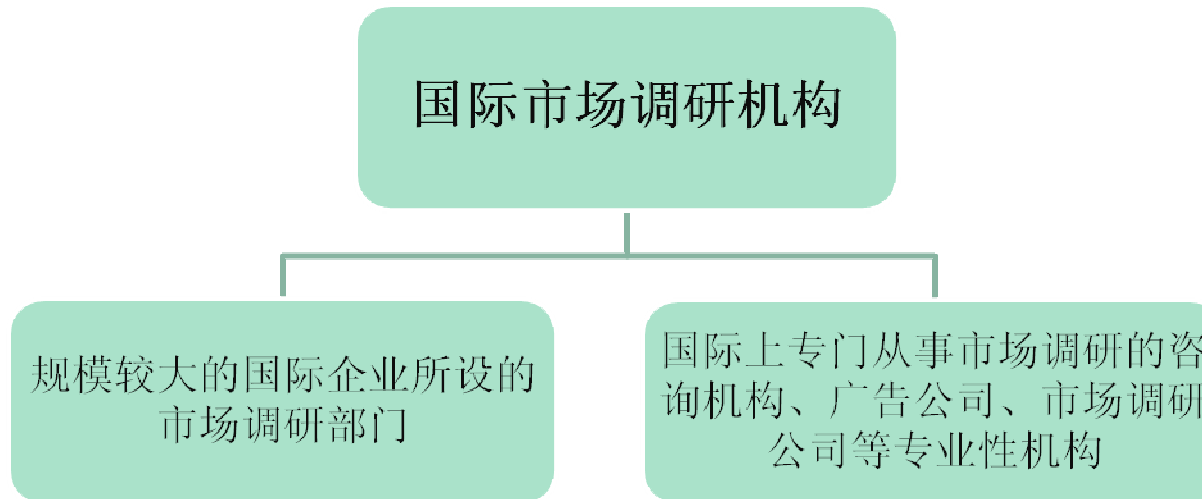 国际市场调研机构
规模较大的国际企业所设的
市场调研部门
国际上专门从事市场调研的咨
询机构、广告公司、市场调研
公司等专业性机构